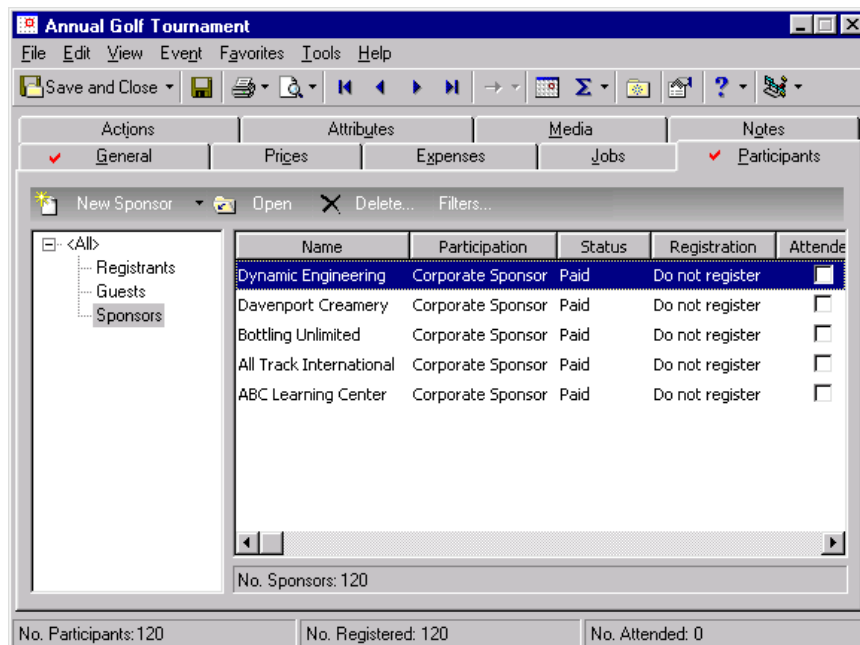 Annual Golf Tournament
File Edit View Event Favorites Tools Help
Save and Close
Actions Attributes Media Notes
General Prices Expenses Jobs Participants
New Sponsor Open Delete... Filters...
<All>
Registrants
Guests
Sponsors
Name Participation Status Registration Attende
Dynamic Engineering Corporate Sponsor Paid Do not register
Davenport Creamery Corporate Sponsor Paid Do not register
Bottling Unlimited Corporate Sponsor Paid Do not register
All Track International Corporate Sponsor Paid Do not register
ABC Learning Center Corporate Sponsor Paid Do not register
No. Sponsors: 120
No. Participants: 120 No. Registered: 120 No. Attended: 0